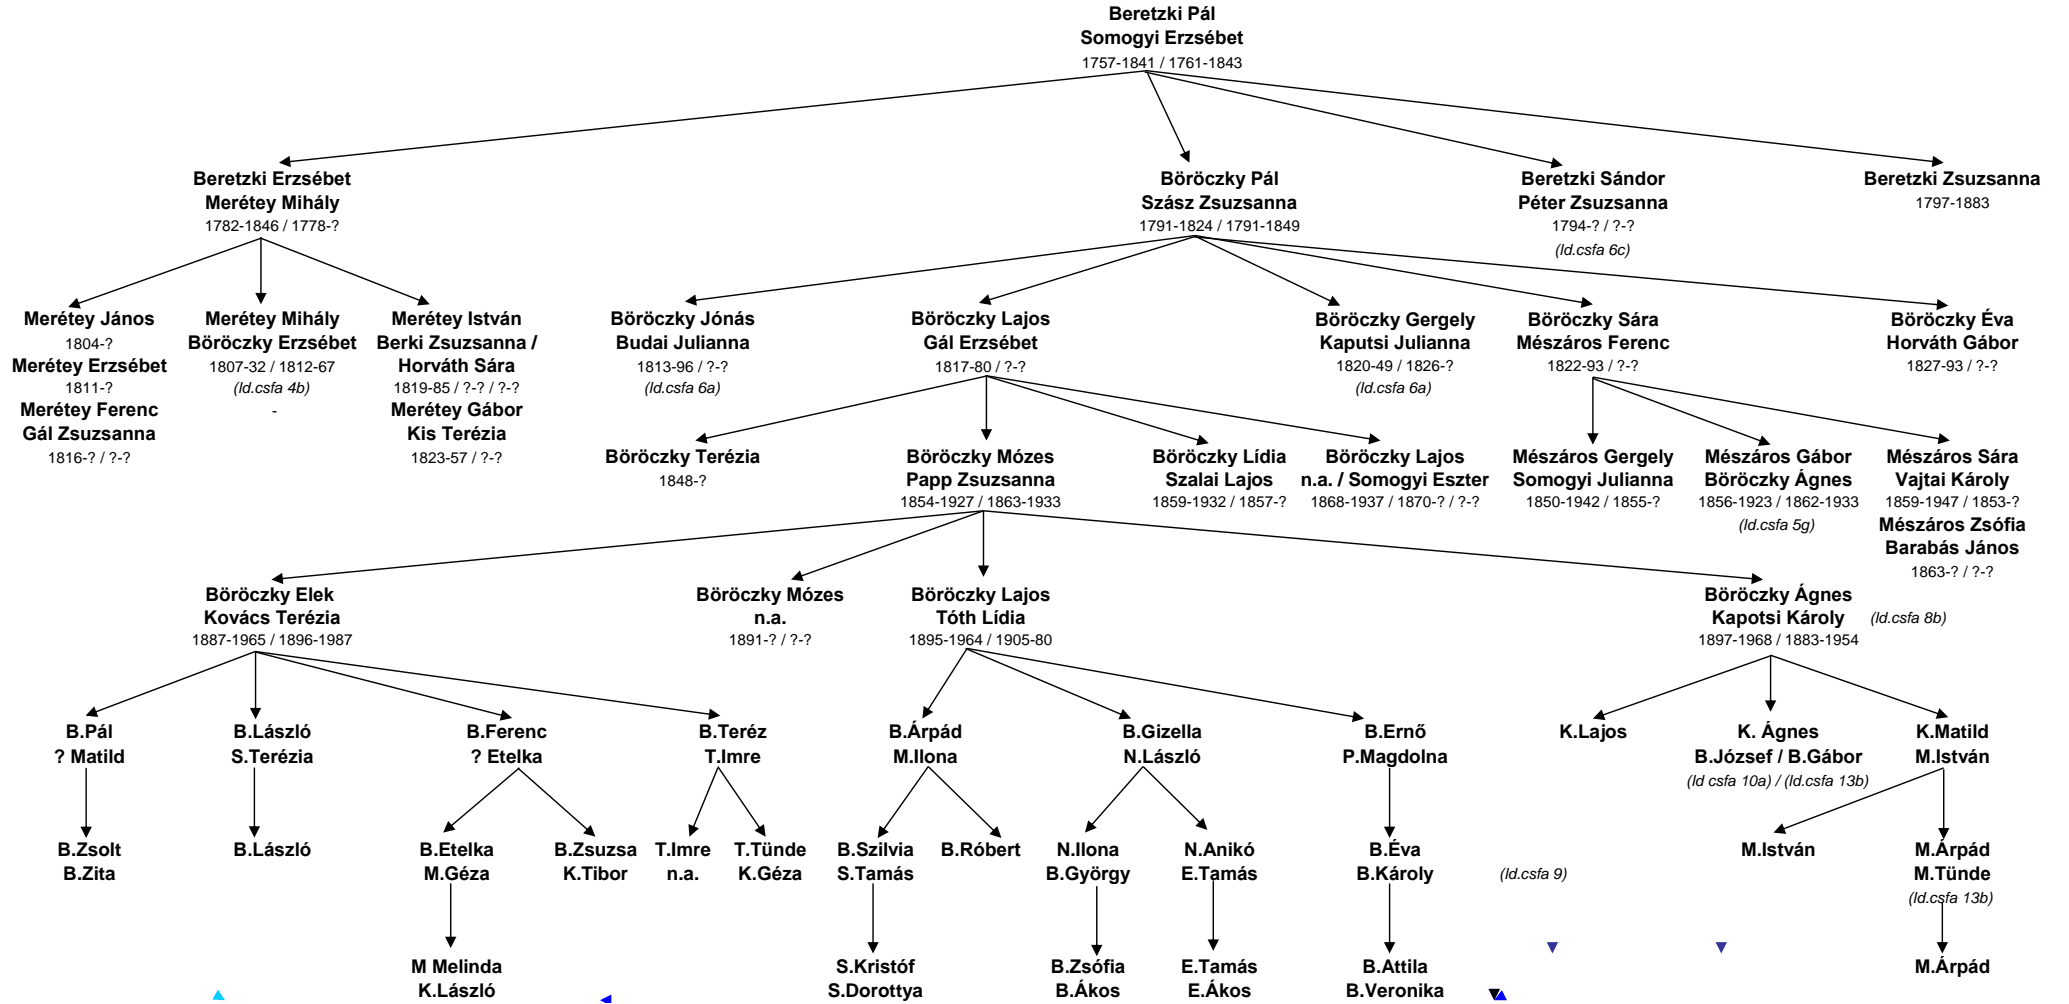 Beretzki Pál
Somogyi Erzsébet
1757-1841 / 1761-1843
Beretzki Erzsébet
Merétey Mihály
1782-1846 / 1778-?
Böröczky Pál
Szász Zsuzsanna
1791-1824 / 1791-1849
Beretzki Sándor
Péter Zsuzsanna
1794-? / ?-?
(ld.csfa 6c)
Beretzki Zsuzsanna
1797-1883
Merétey János
1804-?
Merétey Erzsébet
1811-?
Merétey Ferenc
Gál Zsuzsanna
1816-? / ?-?
Merétey Mihály
Böröczky Erzsébet
1807-32 / 1812-67
(ld.csfa 4b)
-
Merétey István
Berki Zsuzsanna /
Horváth Sára
1819-85 / ?-? / ?-?
Merétey Gábor
Kis Terézia
1823-57 / ?-?
Böröczky Jónás
Budai Julianna
1813-96 / ?-?
(ld.csfa 6a)
Böröczky Lajos
Gál Erzsébet
1817-80 / ?-?
Böröczky Gergely
Kaputsi Julianna
1820-49 / 1826-?
(ld.csfa 6a)
Böröczky Sára
Mészáros Ferenc
1822-93 / ?-?
Böröczky Éva
Horváth Gábor
1827-93 / ?-?
Böröczky Terézia
1848-?
Böröczky Mózes
Papp Zsuzsanna
1854-1927 / 1863-1933
Böröczky Lídia
Szalai Lajos
1859-1932 / 1857-?
Böröczky Lajos
n.a. / Somogyi Eszter
1868-1937 / 1870-? / ?-?
Mészáros Gergely
Somogyi Julianna
1850-1942 / 1855-?
Mészáros Gábor
Böröczky Ágnes
1856-1923 / 1862-1933
(ld.csfa 5g)
Mészáros Sára
Vajtai Károly
1859-1947 / 1853-?
Mészáros Zsófia
Barabás János
1863-? / ?-?
Böröczky Elek
Kovács Terézia
1887-1965 / 1896-1987
Böröczky Mózes
n.a.
1891-? / ?-?
Böröczky Lajos
Tóth Lídia
1895-1964 / 1905-80
Böröczky Ágnes
Kapotsi Károly
(ld.csfa 8b)
1897-1968 / 1883-1954
B.Pál
? Matild
B.László
S.Terézia
B.Ferenc
? Etelka
B.Teréz
T.Imre
B.Árpád
M.Ilona
B.Gizella
N.László
B.Ernő
P.Magdolna
K.Lajos
K. Ágnes
B.József / B.Gábor
(ld csfa 10a) / (ld.csfa 13b)
K.Matild
M.István
B.Zsolt
B.Zita
B.László
B.Etelka
M.Géza
B.Zsuzsa
K.Tibor
T.Imre
n.a.
T.Tünde
K.Géza
B.Szilvia
S.Tamás
B.Róbert
N.Ilona
B.György
N.Anikó
E.Tamás
B.Éva
B.Károly
(ld.csfa 9)
M.István
M.Árpád
M.Tünde
(ld.csfa 13b)
M Melinda
K.László
S.Kristóf
S.Dorottya
B.Zsófia
B.Ákos
E.Tamás
E.Ákos
B.Attila
B.Veronika
M.Árpád